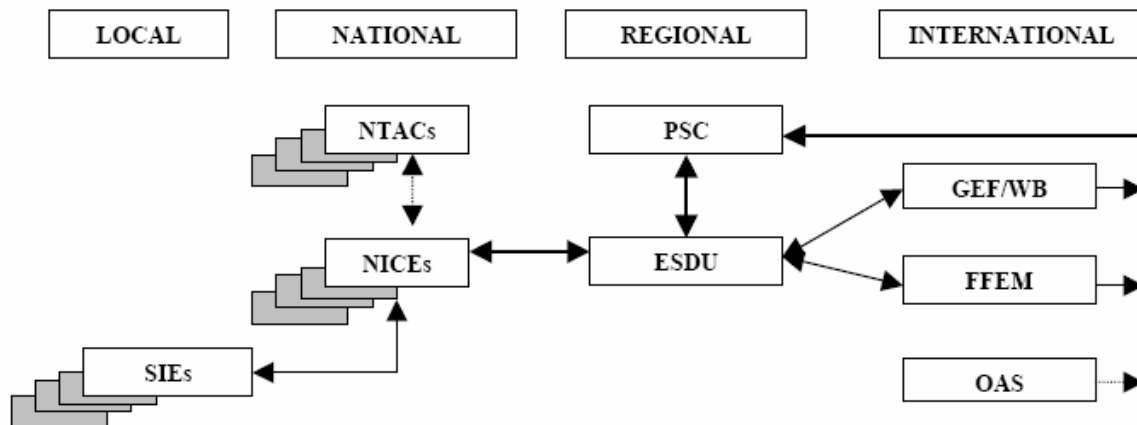 LOCAL
NATIONAL
REGIONAL
INTERNATIONAL
NTACs
PSC
GEF/WB
NICEs
ESDU
FFEM
SIEs
OAS